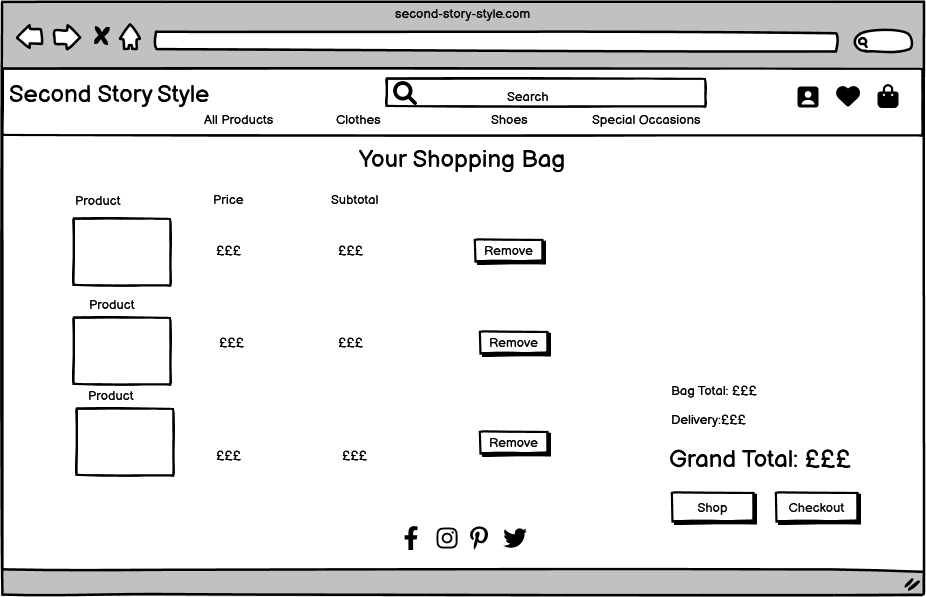 second-story-style.com
Second Story Style
Search
All Products Clothes Shoes Special Occasions
Your Shopping Bag
Product Price Subtotal
£££ £££ Remove
Product
£££ £££ Remove
Product
£££ £££ Remove
Bag Total: £££
Delivery:£££
Grand Total: £££
Shop Checkout